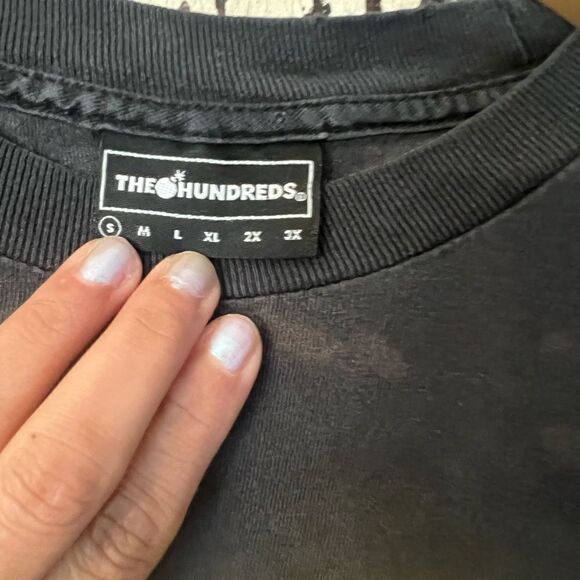 THE HUNDREDS
S M L XL 2X 3X